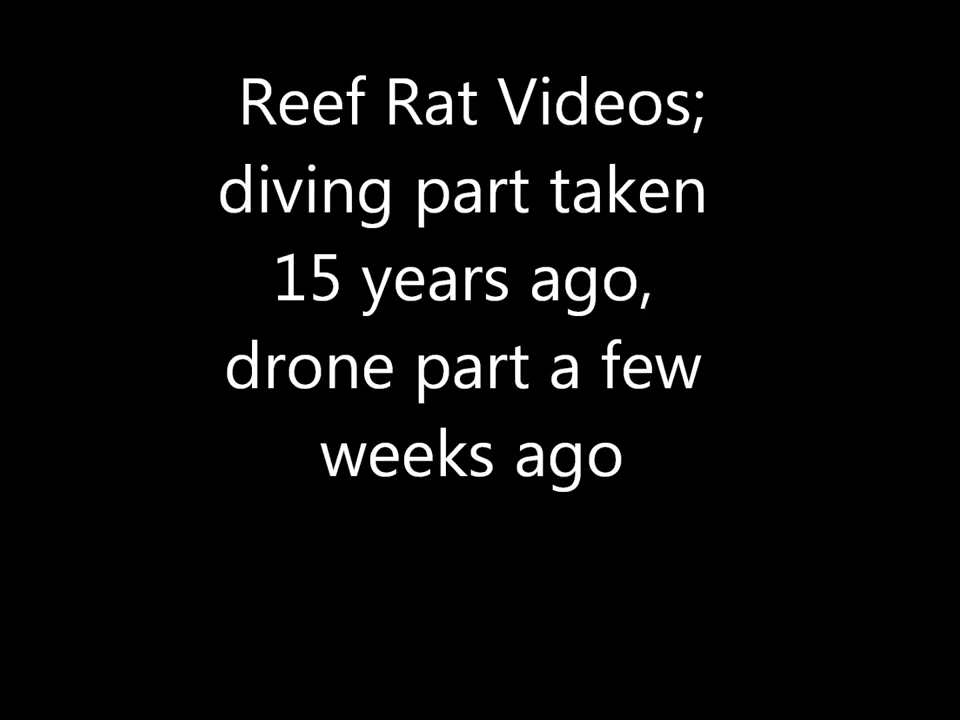 Reef Rat Videos;
diving part taken
15 years ago,
drone part a few
weeks ago